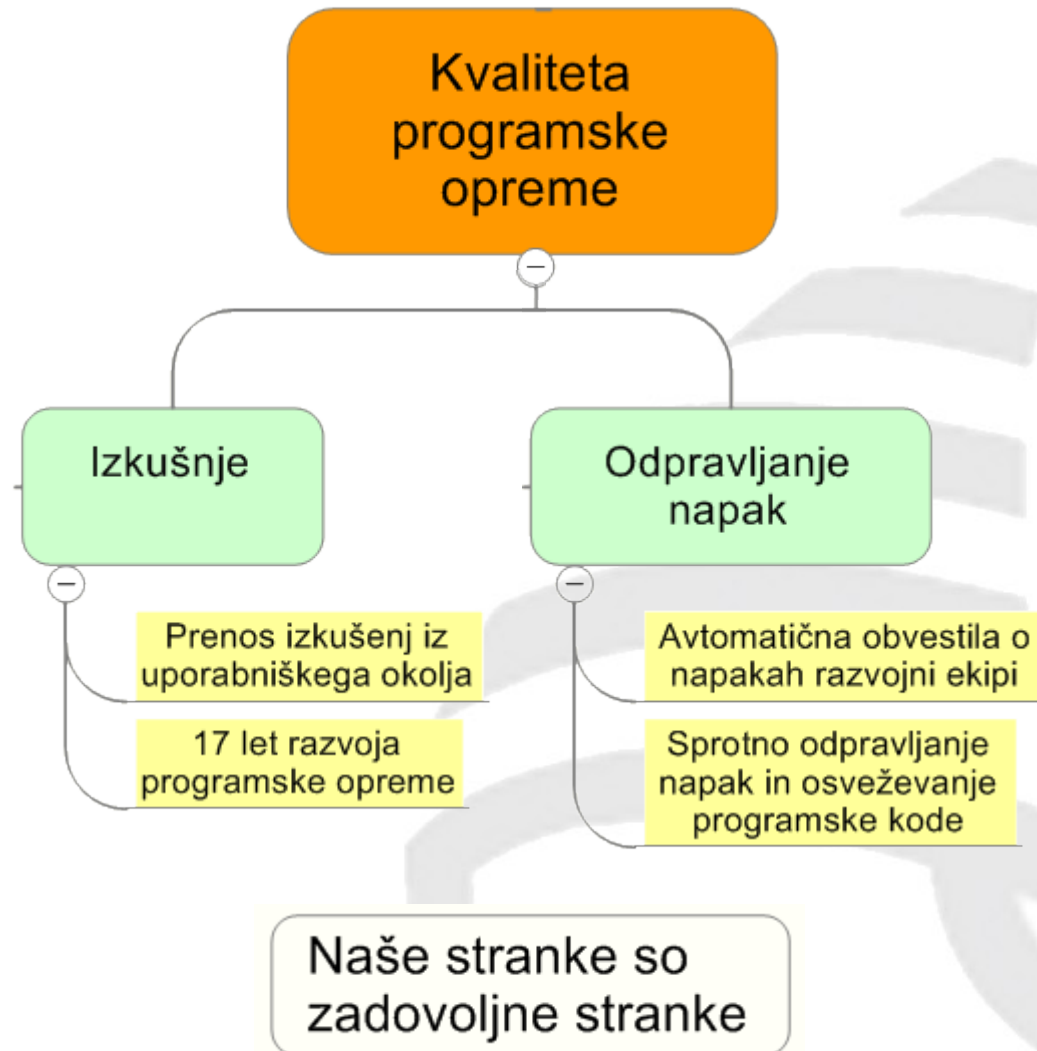 Kvaliteta
programske
opreme
Izkušnje
Prenos izkušenj iz
uporabniškega okolja
17 let razvoja
programske opreme
Odpravljanje
napak
Avtomatična obvestila o
napakah razvojni ekipi
Sprotno odpravljanje
napak in osveževanje
programske kode
Naše stranke so
zadovoljne stranke